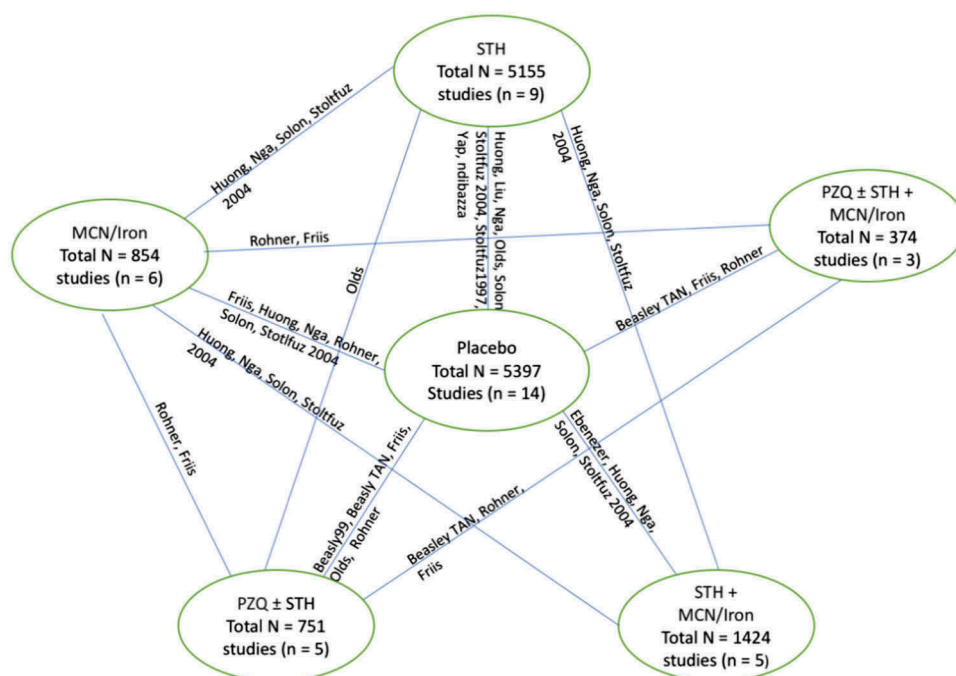 STH
Total N = 5155
studies (n = 9)
Huong, Nga, Solon, Stoltfuz
2004
Huong, Liu, Nga, Olds, Solon
Stoltfuz 2004, Stoltfuz1997,
Yap, ndibazza
Huong, Nga, Solon, Stoltfuz
2004
PZQ ± STH +
MCN/Iron
Total N = 374
studies (n = 3)
MCN/Iron
Total N = 854
studies (n = 6)
Rohner, Friis
Olds
Beasley TAN, Friis, Rohner
Friis, Huong, Nga, Rohner,
Solon, Stotlfuz 2004
Placebo
Total N = 5397
Studies (n = 14)
Huong, Nga, Solon, Stoltfuz
2004
Rohner, Friis
Beasly99, Beasly TAN, Friis,
Olds, Rohner
Beasley TAN, Rohner,
Friis
Ebenezer, Huong, Nga,
Solon, Stoltfuz 2004
PZQ ± STH
Total N = 751
studies (n = 5)
STH +
MCN/Iron
Total N = 1424
studies (n = 5)